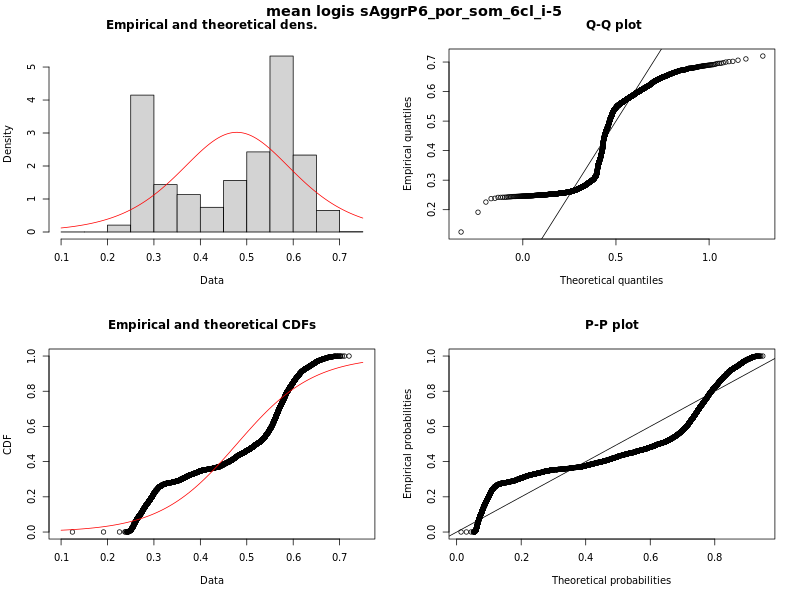 mean logis sAggrP6_por_som_6cl_i-5
Empirical and theoretical dens.
Density
0 1 2 3 4 5
0.1 0.2 0.3 0.4 0.5 0.6 0.7
Data
Q-Q plot
Empirical quantiles
0.2 0.3 0.4 0.5 0.6 0.7
0.0 0.5 1.0
Theoretical quantiles
Empirical and theoretical CDFs
CDF
0.0 0.2 0.4 0.6 0.8 1.0
0.1 0.2 0.3 0.4 0.5 0.6 0.7
Data
P-P plot
Empirical probabilities
0.0 0.2 0.4 0.6 0.8 1.0
0.0 0.2 0.4 0.6 0.8
Theoretical probabilities